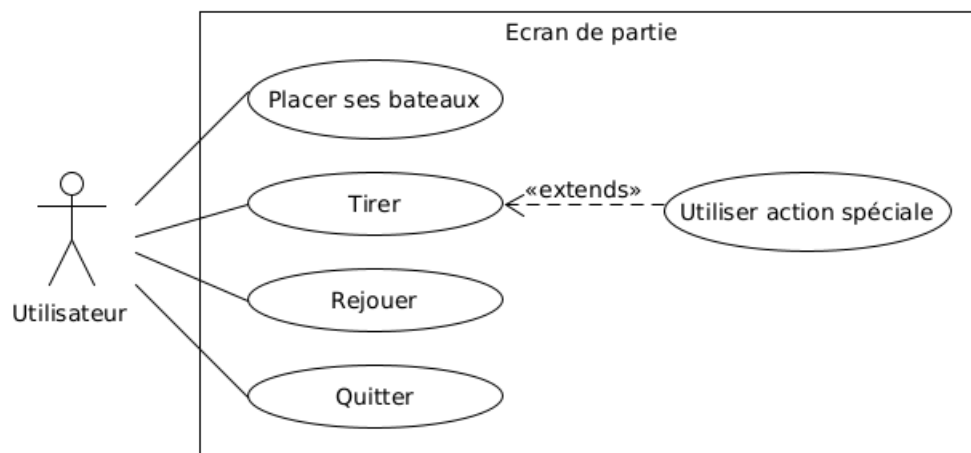 Ecran de partie
Placer ses bateaux
Tirer
«extends»
Utiliser action spéciale
Rejouer
Utilisateur
Quitter